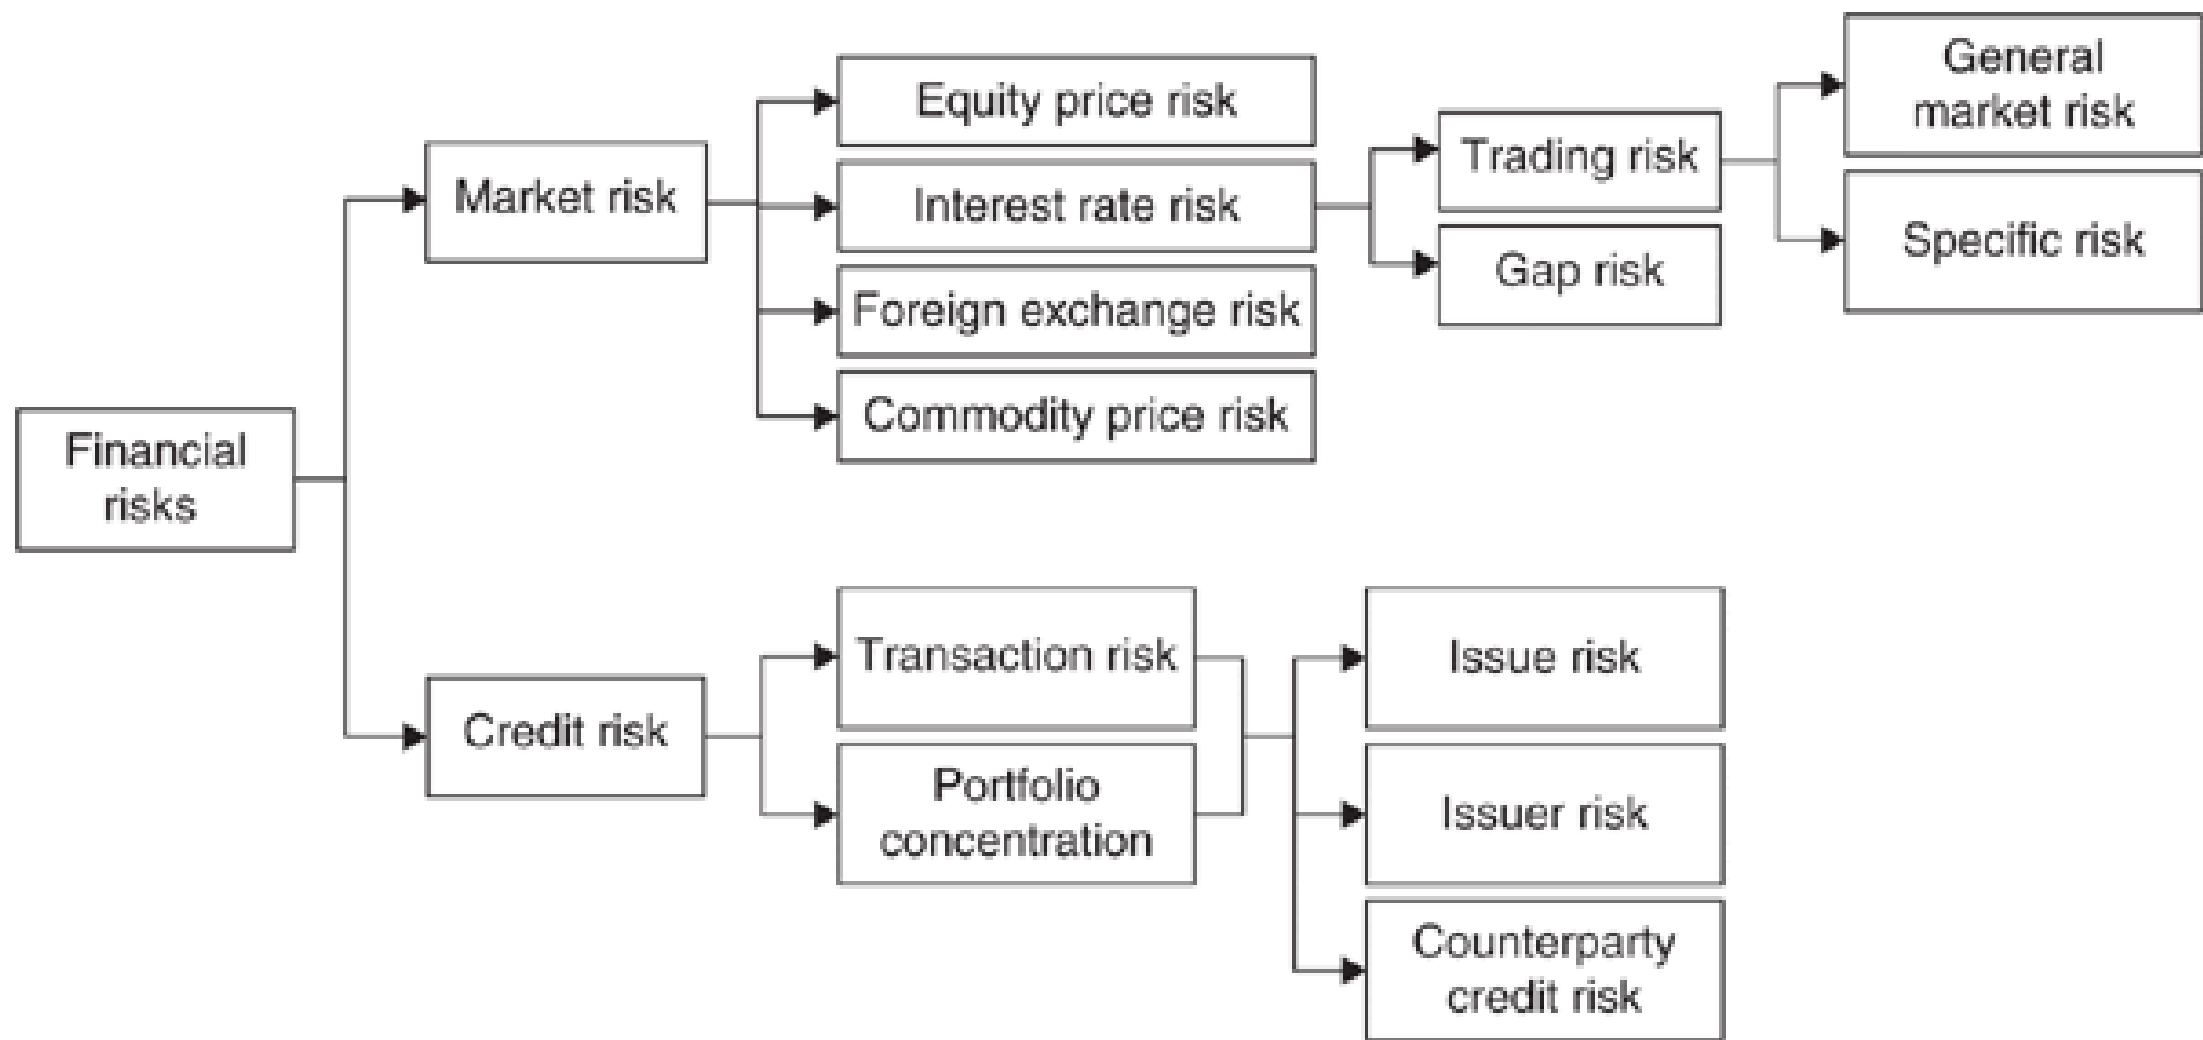 General
market risk
Equity price risk
Trading risk
Market risk
Interest rate risk
Specific risk
Gap risk
Foreign exchange risk
Commodity price risk
Financial
risks
Transaction risk
Issue risk
Credit risk
Portfolio
concentration
Issuer risk
Counterparty
credit risk